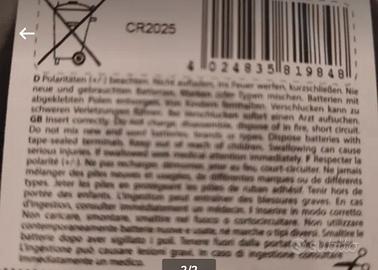 CR2025
4 024835 819848
D Polaritäten (+/-) beachten. Nicht aufladen, ins Feuer werfen, kurzschließen. Nie
neue und gebrauchten Batterien, Marken oder Typen mischen. Batterien mit
abgeklebten Polen entsorgen. Von Kindern fernhalten. Verschlucken kann zu
schweren Verletzungen führen. Bei Verschlucken sofort einen Arzt
GB Insert correctly. Do not charge, disassemble, dispose of in fire, short circuit.
Do not mix new and used batteries, brands or types. Dispose batteries with
tape-sealed terminals. Keep out of reach of children. Swallowing can cause
serious injuries. If swallowed seek medical attention immediately. F Respecter la
polarité (+/-). Ne pas recharger, démonter, jeter au feu, court-circuiter. Ne jamais
mélanger des piles neuves et usagées, de différentes marques ou de différents
types. Jeter les piles en protégeant les pôles de ruban adhésif. Tenir hors de
portée des enfants. L'ingestion peut entraîner des blessures graves. En cas
d'ingestion, consulter immédiatement un médecin. I Inserire in modo corretto
Non caricare, smontare, smaltire nel fuoco o cortocircuitare. Non utilizzare
contemporaneamente batterie nuove e usate, né marche o tipi diversi. Smaltire le
batterie dopo aver sigillato i poli. Tenere fuori dalla portata
L'ingestione può causare lesioni gravi. In caso di ingestione consultare
immediatamente un medico.
subito
2/2